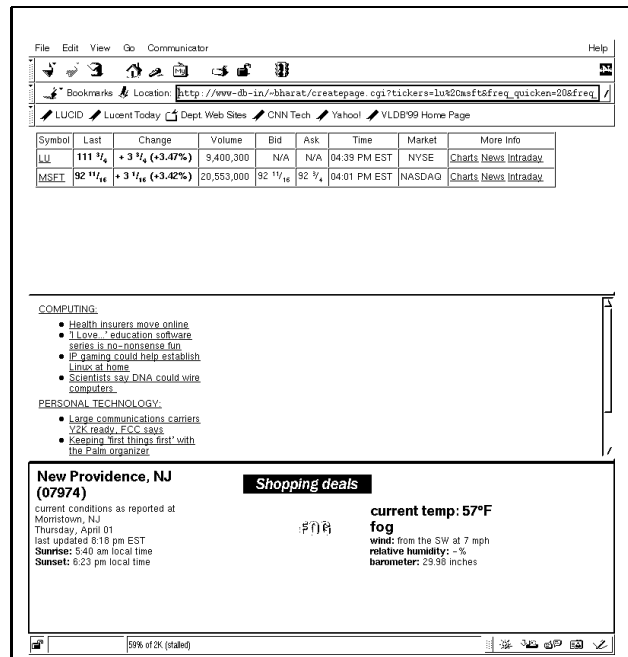 File Edit View Go Communicator Help
Bookmarks Location: http://www-db-in/~bharat/createpage.cgi?tickers=lu%2Cmsft&freq_quicken=20&freq_
LUCID Lucent Today Dept. Web Sites CNN Tech Yahoo! VLDB'99 Home Page
Symbol Last Change Volume Bid Ask Time Market More Info
LU 111 3/4 + 3 3/4 (+3.47%) 9,400,300 N/A N/A 04:39 PM EST NYSE Charts News Intraday
MSFT 92 11/16 + 3 1/16 (+3.42%) 20,553,000 92 11/16 92 3/4 04:01 PM EST NASDAQ Charts News Intraday
COMPUTING:
Health insurers move online
'I Love...' education software
series is no-nonsense fun
IP gaming could help establish
Linux at home
Scientists say DNA could wire
computers
PERSONAL TECHNOLOGY:
Large communications carriers
Y2K ready, FCC says
Keeping 'first things first' with
the Palm organizer
New Providence, NJ
(07974)
current conditions as reported at
Morristown, NJ
Thursday, April 01
last updated 8:18 pm EST
Sunrise: 5:40 am local time
Sunset: 6:23 pm local time
Shopping deals
FOG
current temp: 57°F
fog
wind: from the SW at 7 mph
relative humidity: -%
barometer: 29.98 inches
59% of 2K (stalled)